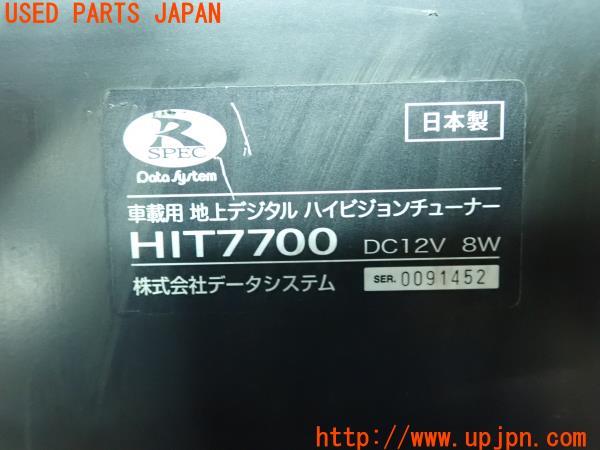 USED PARTS JAPAN
R
SPEC
Data System
日本製
車載用 地上デジタル ハイビジョンチューナー
HIT7700 DC12V 8W
株式会社データシステム SER. 0091452
http://www.upjpn.com/